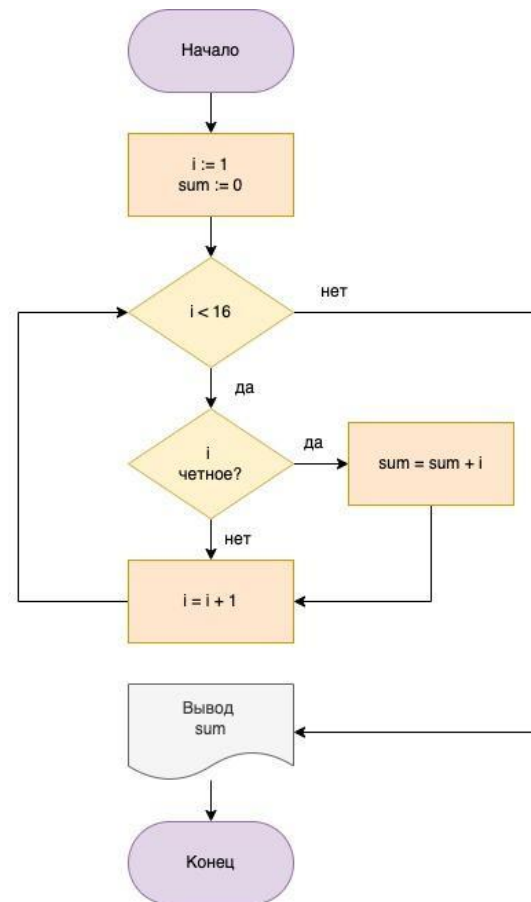 Начало
i := 1
sum := 0
i < 16
нет
да
i
четное?
да
sum = sum + i
нет
i = i + 1
Вывод
sum
Конец